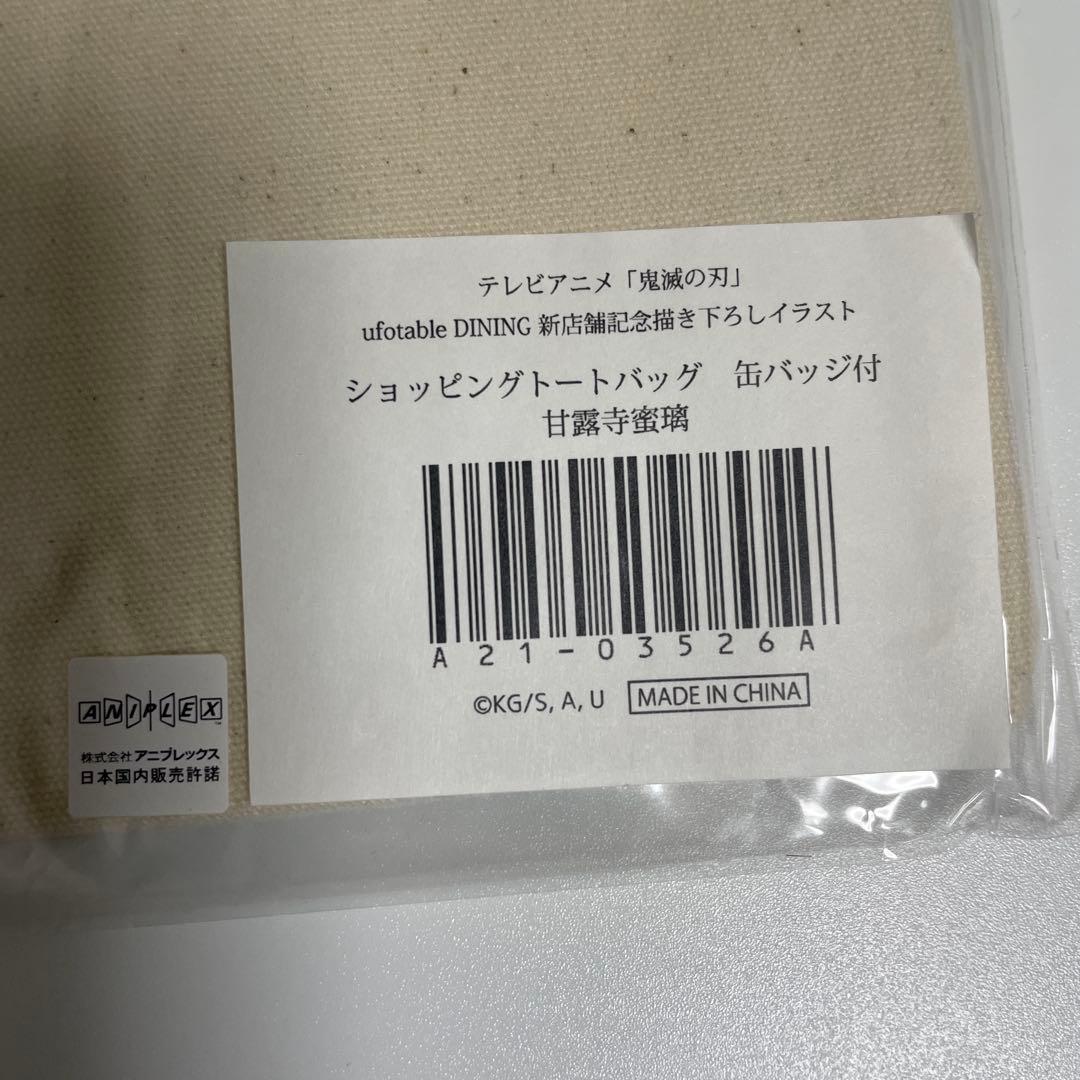 テレビアニメ「鬼滅の刃」
ufotable DINING 新店舗記念描き下ろしイラスト
ショッピングトートバッグ　缶バッジ付
甘露寺蜜璃
A21-03526A
©KG/S, A, U MADE IN CHINA
ANIPLEX™
株式会社 アニプレックス
日本国内販売許諾